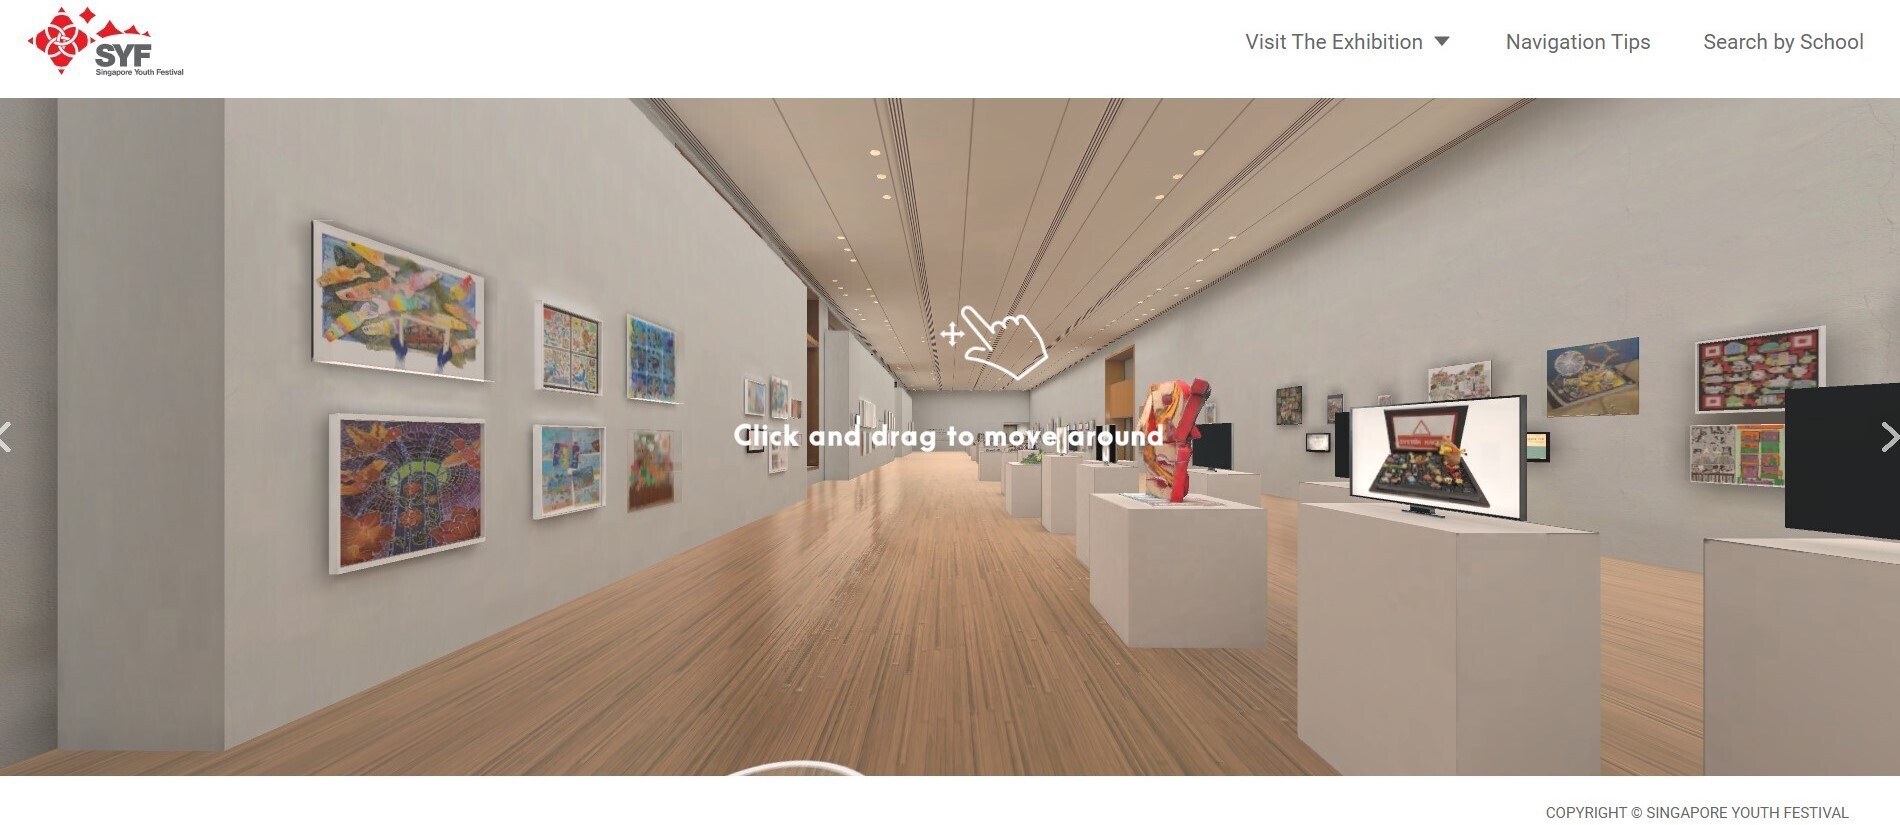 SYF
Singapore Youth Festival
Visit The Exhibition
Navigation Tips
Search by School
Click and drag to move around
COPYRIGHT © SINGAPORE YOUTH FESTIVAL